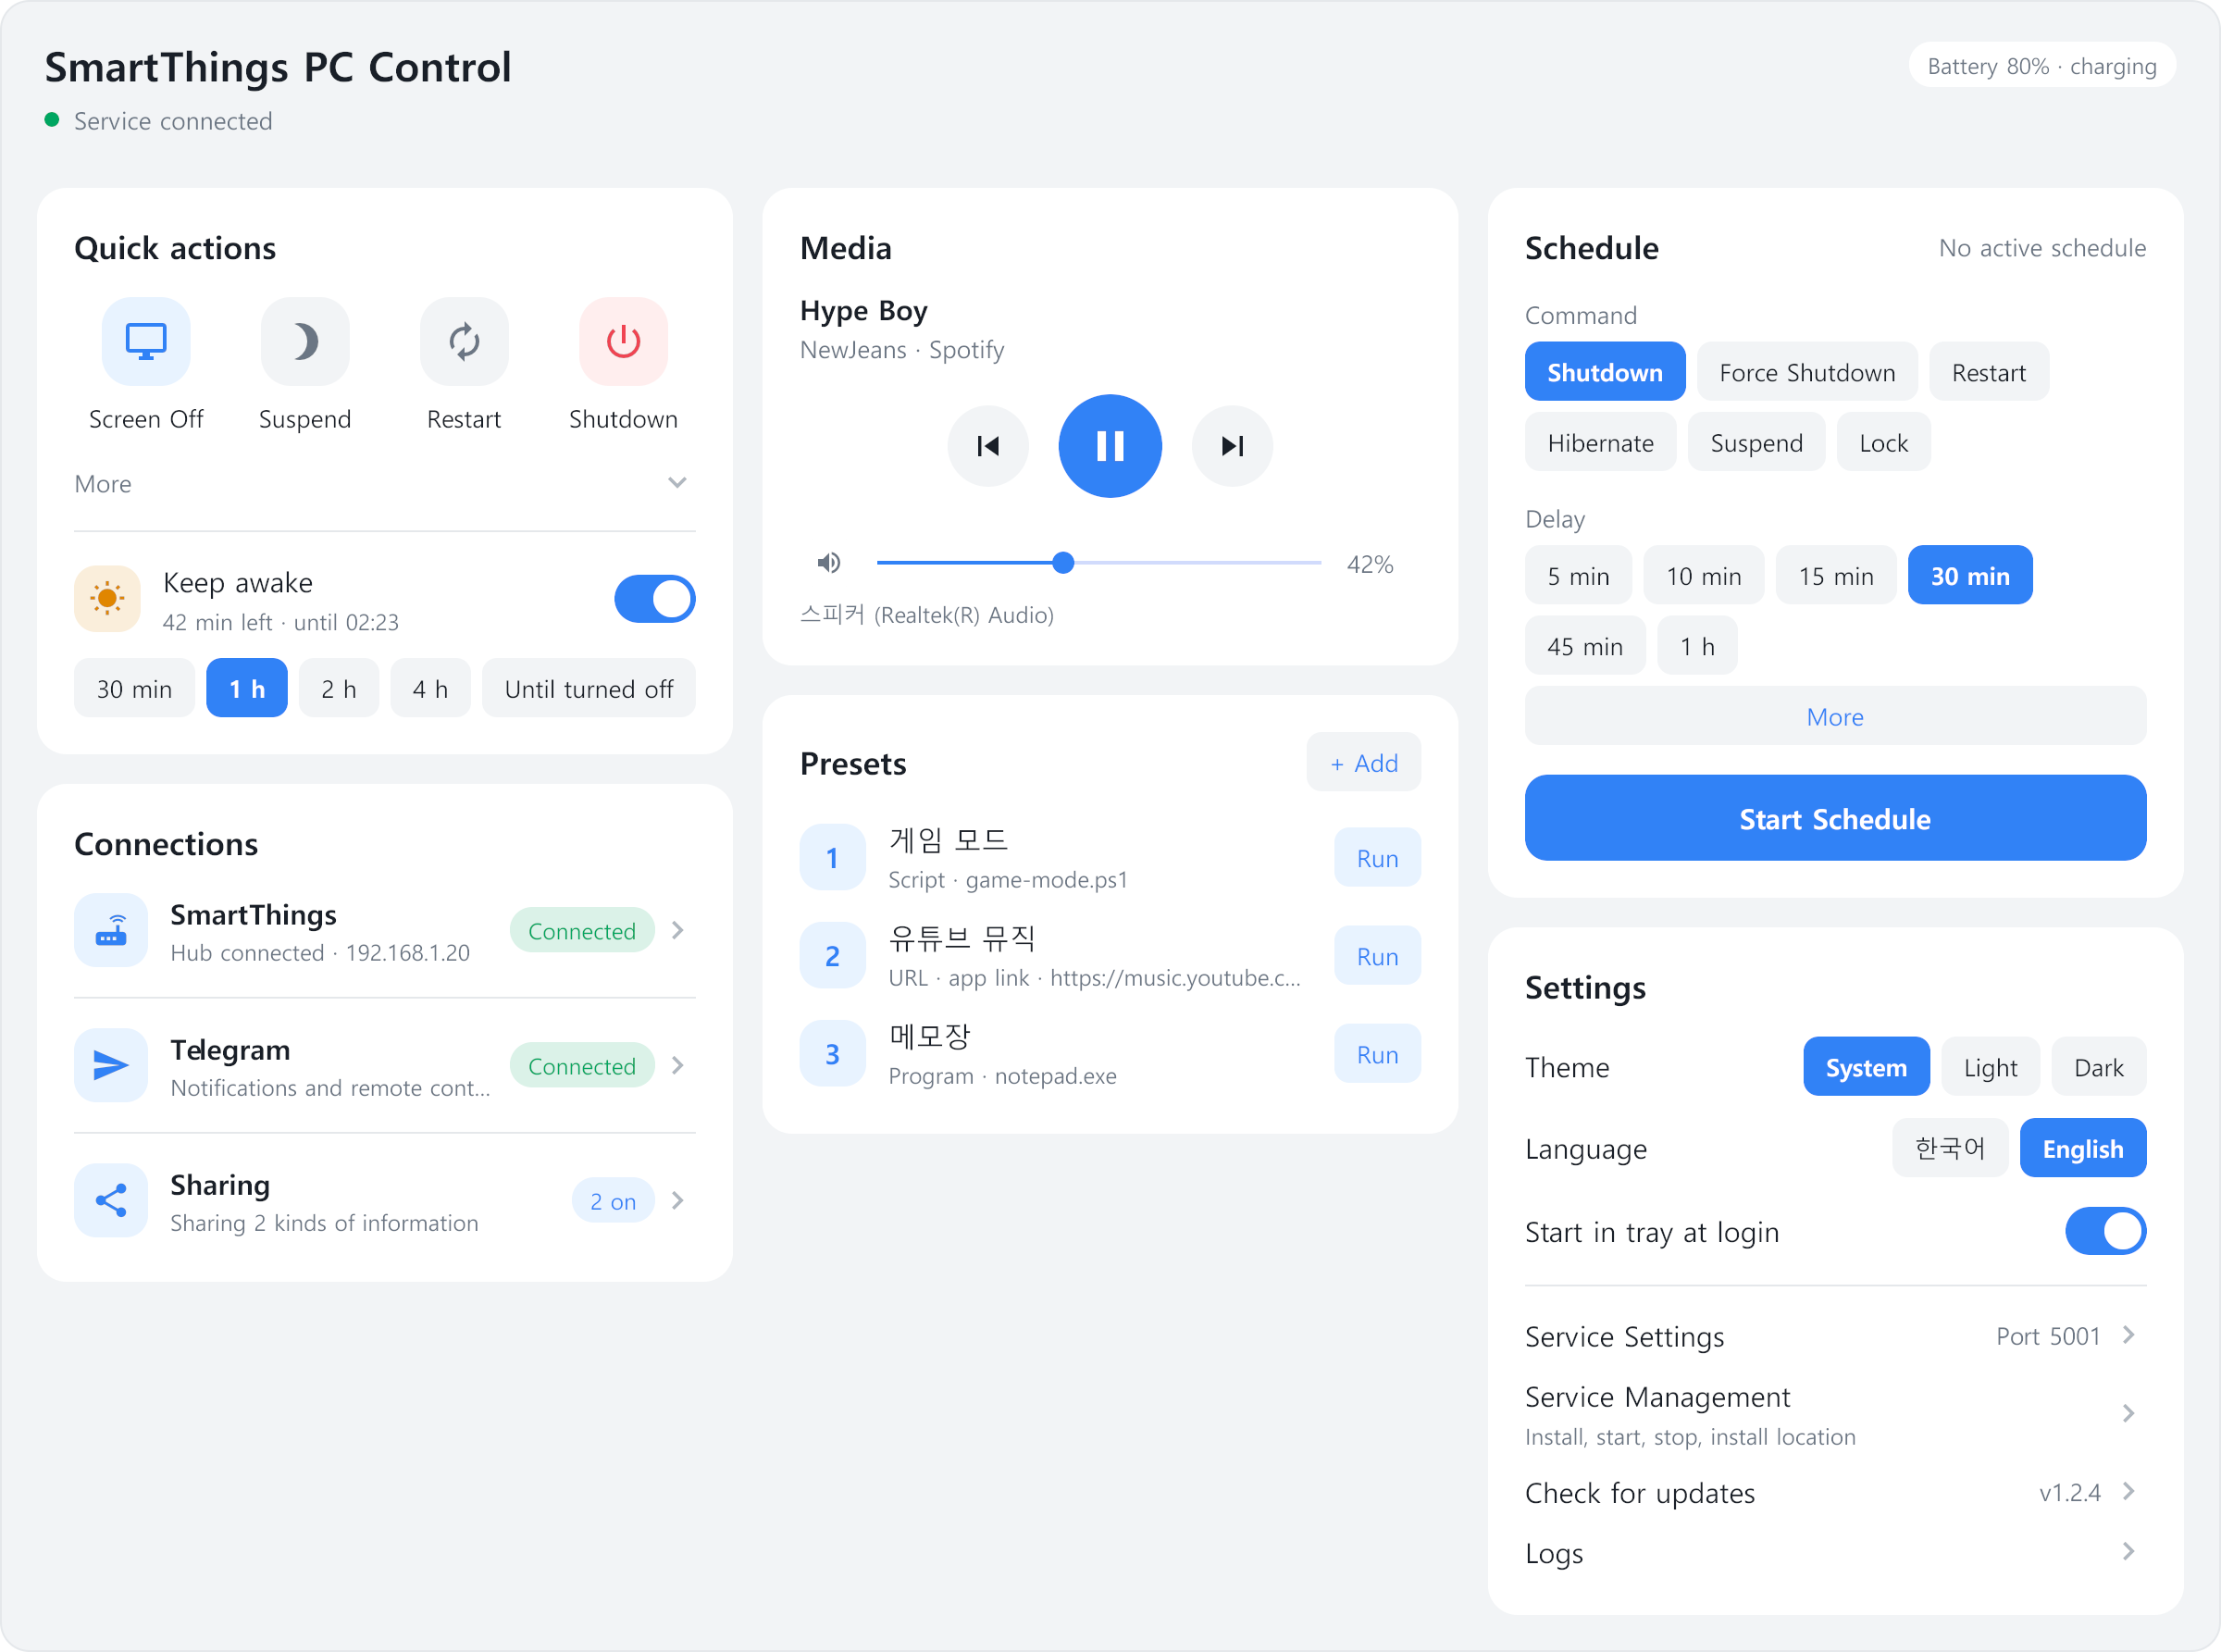 SmartThings PC Control
Battery 80% · charging
Service connected
Quick actions
Screen Off
Suspend
Restart
Shutdown
More
Keep awake
42 min left · until 02:23
30 min
1 h
2 h
4 h
Until turned off
Connections
SmartThings
Hub connected · 192.168.1.20
Connected
Telegram
Notifications and remote cont...
Connected
Sharing
Sharing 2 kinds of information
2 on
Media
Hype Boy
NewJeans · Spotify
42%
스피커 (Realtek(R) Audio)
Presets
+ Add
1
게임 모드
Script · game-mode.ps1
Run
2
유튜브 뮤직
URL · app link · https://music.youtube.c...
Run
3
메모장
Program · notepad.exe
Run
Schedule
No active schedule
Command
Shutdown
Force Shutdown
Restart
Hibernate
Suspend
Lock
Delay
5 min
10 min
15 min
30 min
45 min
1 h
More
Start Schedule
Settings
Theme
System
Light
Dark
Language
한국어
English
Start in tray at login
Service Settings
Port 5001
Service Management
Install, start, stop, install location
Check for updates
v1.2.4
Logs